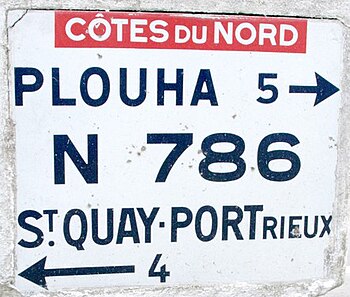 CÔTES DU NORD
PLOUHA 5 →
N 786
ST QUAY-PORTRIEUX
← 4